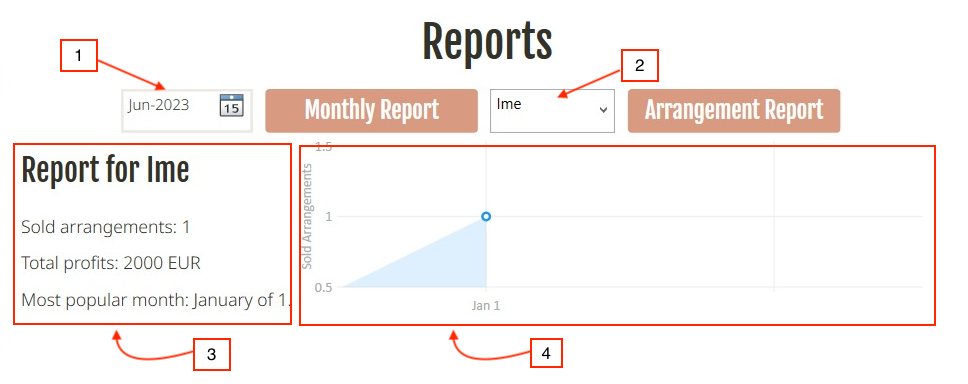 Reports
1
2
Jun-2023
15
Monthly Report
Ime
Arrangement Report
Report for Ime
Sold arrangements: 1
Total profits: 2000 EUR
Most popular month: January of 1.
1.5
Sold Arrangements
1
0.5
Jan 1
3
4